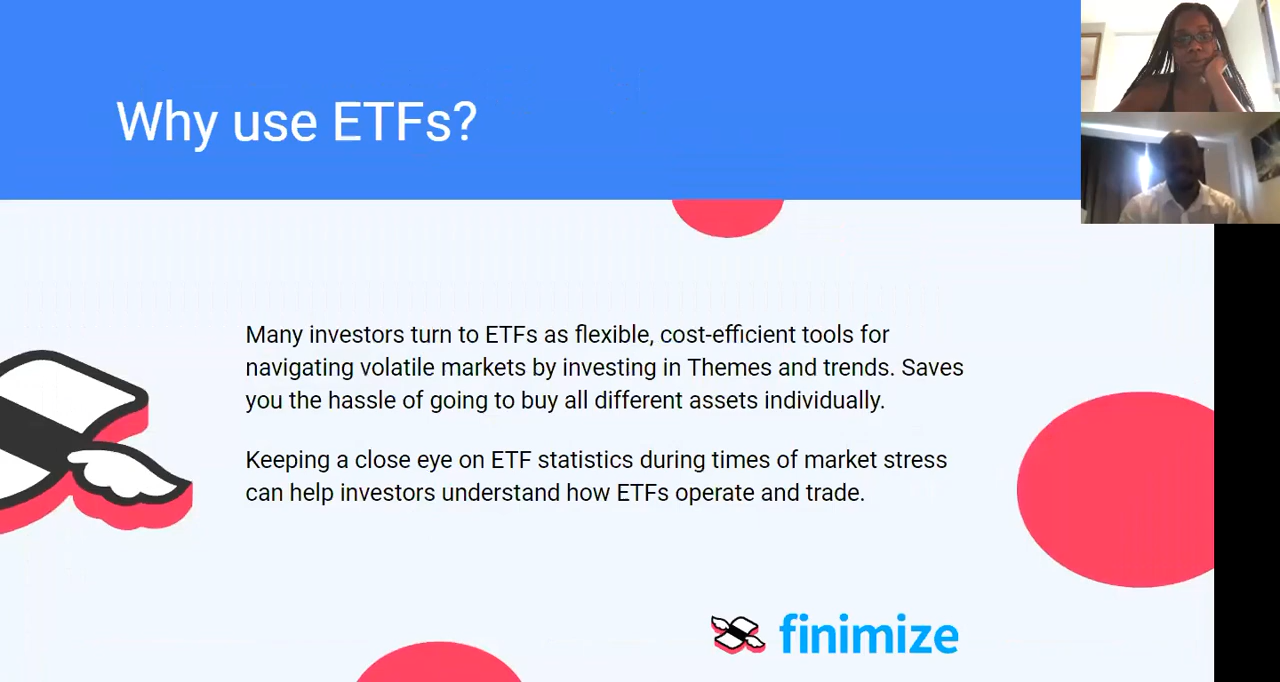 Why use ETFs?
Many investors turn to ETFs as flexible, cost-efficient tools for
navigating volatile markets by investing in Themes and trends. Saves
you the hassle of going to buy all different assets individually.
Keeping a close eye on ETF statistics during times of market stress
can help investors understand how ETFs operate and trade.
finimize